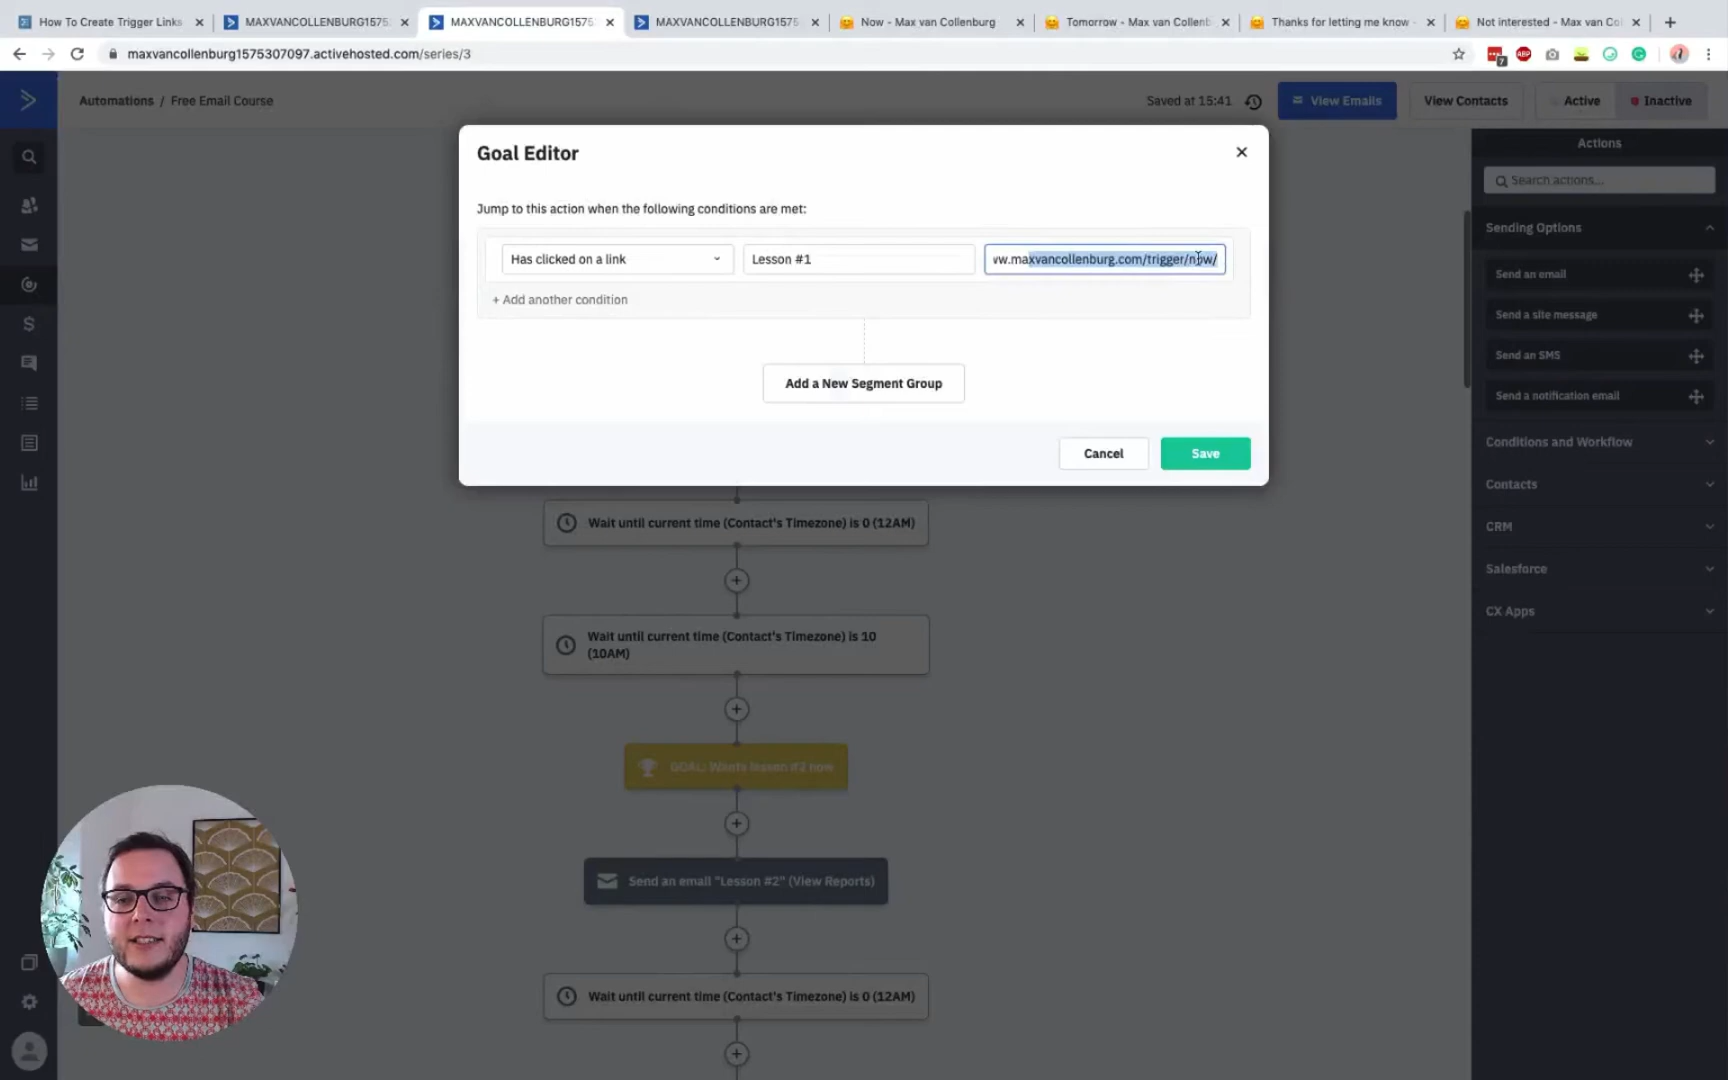 How To Create Trigger Links
MAXVANCOLLENBURG1575
MAXVANCOLLENBURG1575
MAXVANCOLLENBURG1575
Now - Max van Collenburg
Tomorrow - Max van Collenb
Thanks for letting me know -
Not interested - Max van Co
maxvancollenburg1575307097.activehosted.com/series/3
7
ABP
Automations / Free Email Course
Saved at 15:41
View Emails
View Contacts
Active
Inactive
Goal Editor
Jump to this action when the following conditions are met:
Has clicked on a link
Lesson #1
vw.maxvancollenburg.com/trigger/now/
+ Add another condition
Add a New Segment Group
Cancel
Save
Actions
Search actions...
Sending Options
Send an email
Send a site message
Send an SMS
Send a notification email
Conditions and Workflow
Contacts
CRM
Salesforce
CX Apps
Wait until current time (Contact's Timezone) is 0 (12AM)
Wait until current time (Contact's Timezone) is 10
(10AM)
GOAL: Wants lesson #2 now
Send an email "Lesson #2" (View Reports)
Wait until current time (Contact's Timezone) is 0 (12AM)